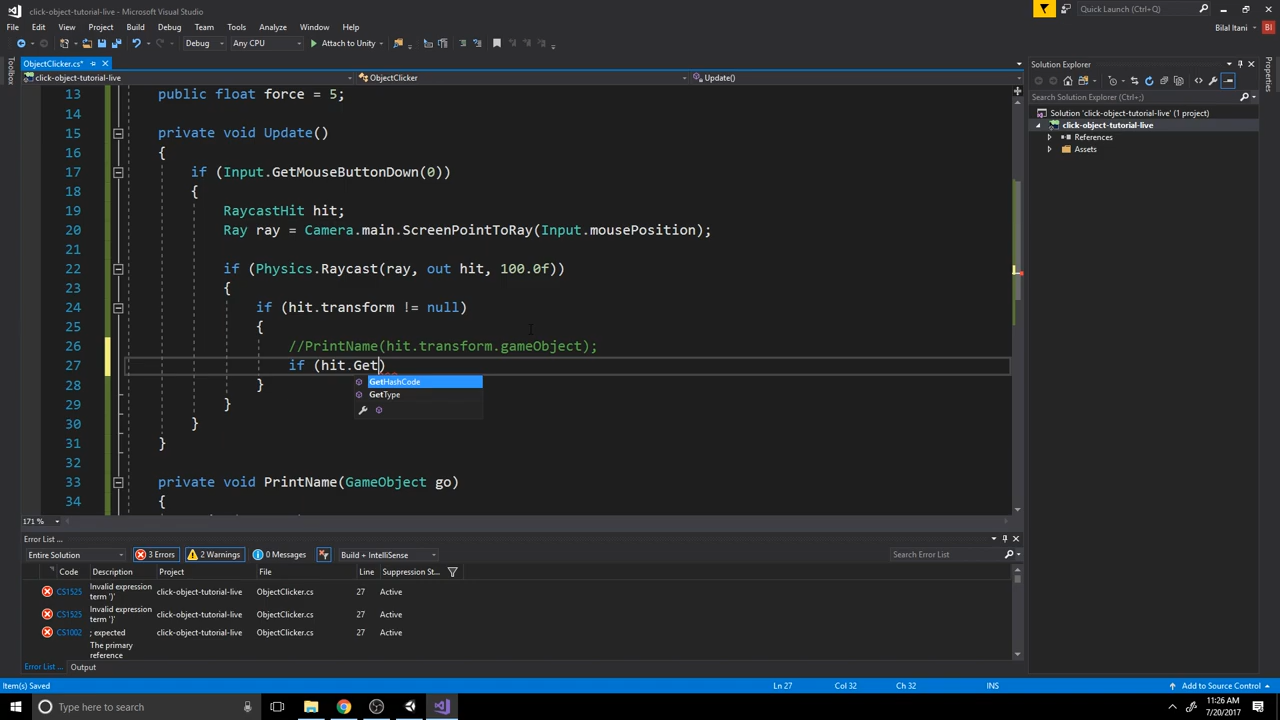 click-object-tutorial-live - Microsoft Visual Studio
Quick Launch (Ctrl+;)
File Edit View Project Build Debug Team Tools Analyze Window Help
Bilal Itani BI
Debug Any CPU Attach to Unity
Toolbox
ObjectClicker.cs*
Solution Explorer
Properties
click-object-tutorial-live ObjectClicker Update()
Search Solution Explorer (Ctrl+;)
Solution 'click-object-tutorial-live' (1 project)
click-object-tutorial-live
References
Assets
13 public float force = 5;
14
15 private void Update()
16 {
17 if (Input.GetMouseButtonDown(0))
18 {
19 RaycastHit hit;
20 Ray ray = Camera.main.ScreenPointToRay(Input.mousePosition);
21
22 if (Physics.Raycast(ray, out hit, 100.0f))
23 {
24 if (hit.transform != null)
25 {
26 //PrintName(hit.transform.gameObject);
27 if (hit.Get)
GetHashCode
GetType
28 }
29 }
30 }
31 }
32
33 private void PrintName(GameObject go)
34 {
171 %
Error List ...
Entire Solution 3 Errors 2 Warnings 0 Messages Build + IntelliSense Search Error List
Code Description Project File Line Suppression St...
CS1525 Invalid expression term ')' click-object-tutorial-live ObjectClicker.cs 27 Active
CS1525 Invalid expression term ')' click-object-tutorial-live ObjectClicker.cs 27 Active
CS1002 ; expected click-object-tutorial-live ObjectClicker.cs 27 Active
The primary
reference
Error List ... Output
Item(s) Saved Ln 27 Col 32 Ch 32 INS Add to Source Control
Type here to search
11:26 AM
7/20/2017